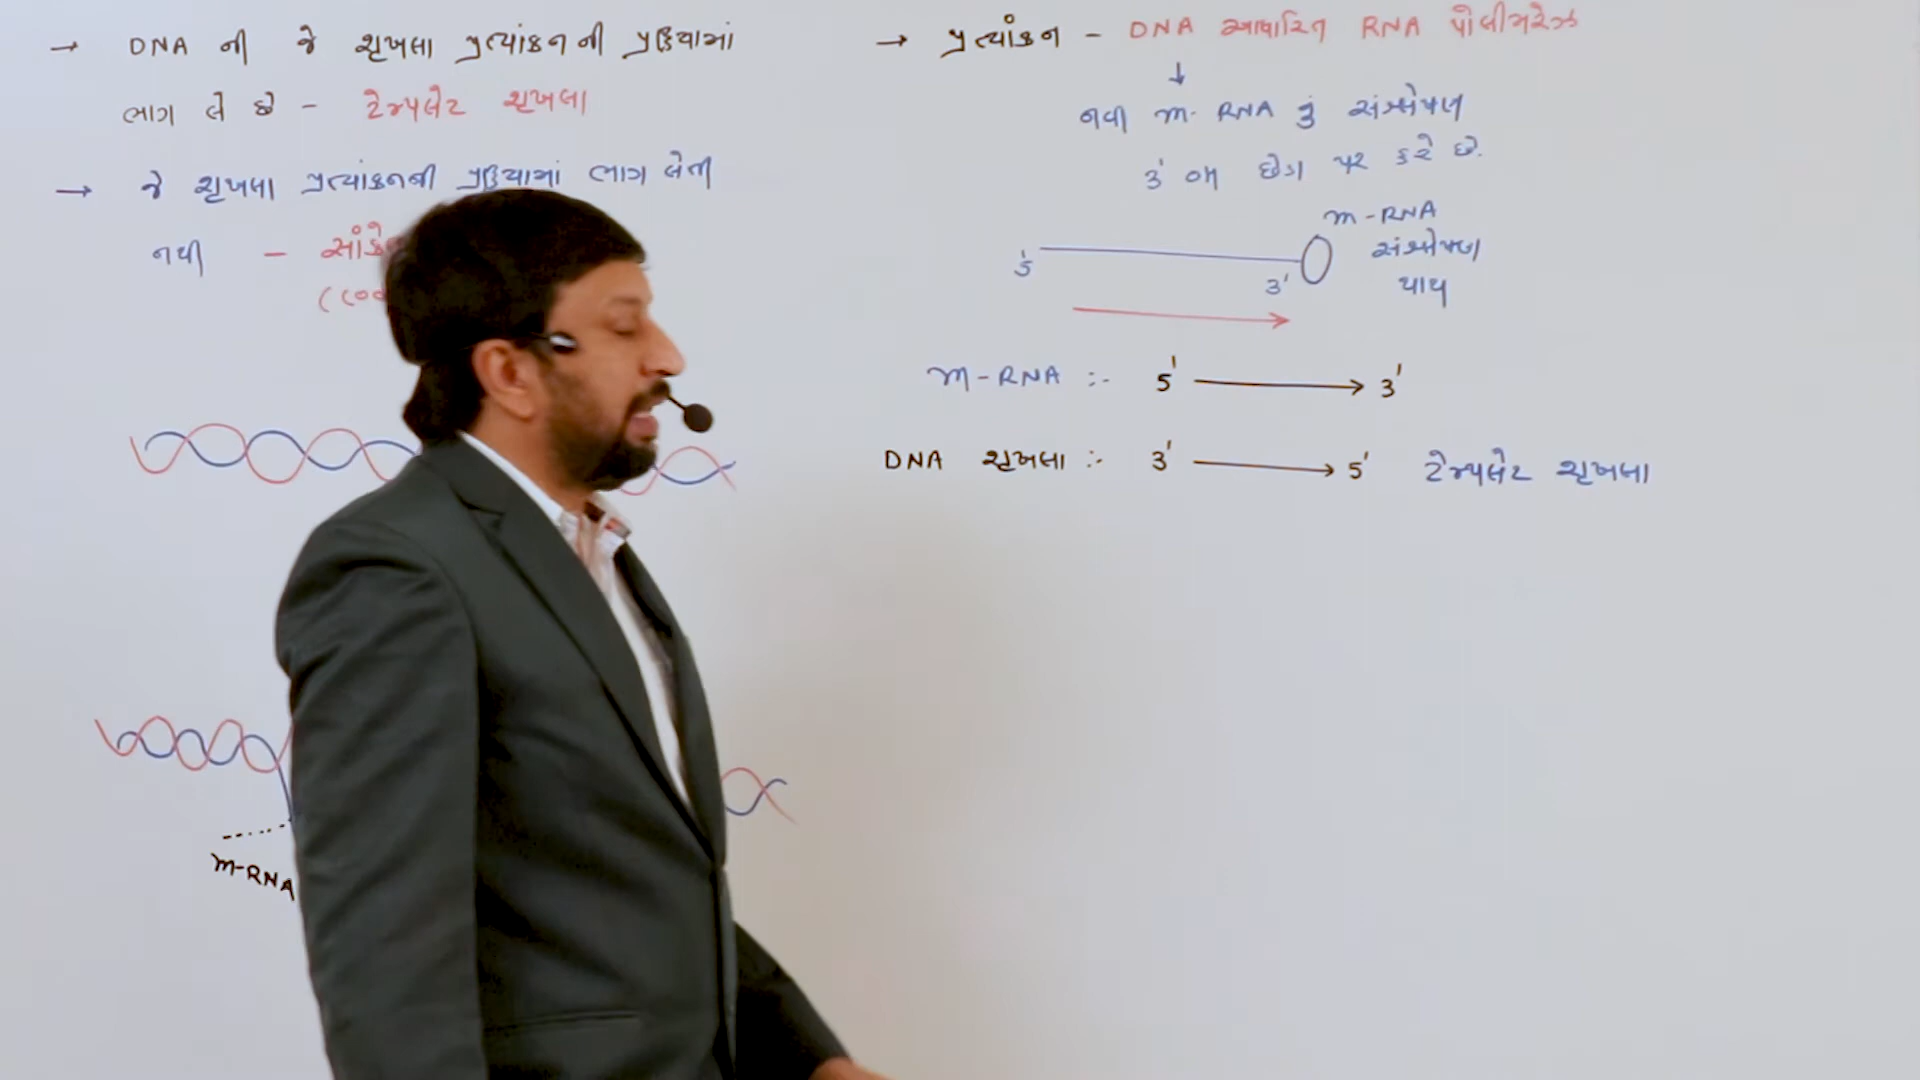 → DNA ની જે શૃંખલા પ્રત્યાંકનની પ્રક્રિયામાં
ભાગ લે છે - ટેમ્પલેટ શૃંખલા
→ જે શૃંખલા પ્રત્યાંકનની પ્રક્રિયામાં ભાગ લેતી
નથી -
m-RNA
→ પ્રત્યાંકન - DNA આધારિત RNA પોલીમરેઝ
↓
નવી m-RNA નું સંશ્લેષણ
3' છેડા પર કરે છે.
m-RNA
સંશ્લેષણ
થાય
5' 3'
m-RNA :- 5' → 3'
DNA શૃંખલા :- 3' → 5' ટેમ્પલેટ શૃંખલા